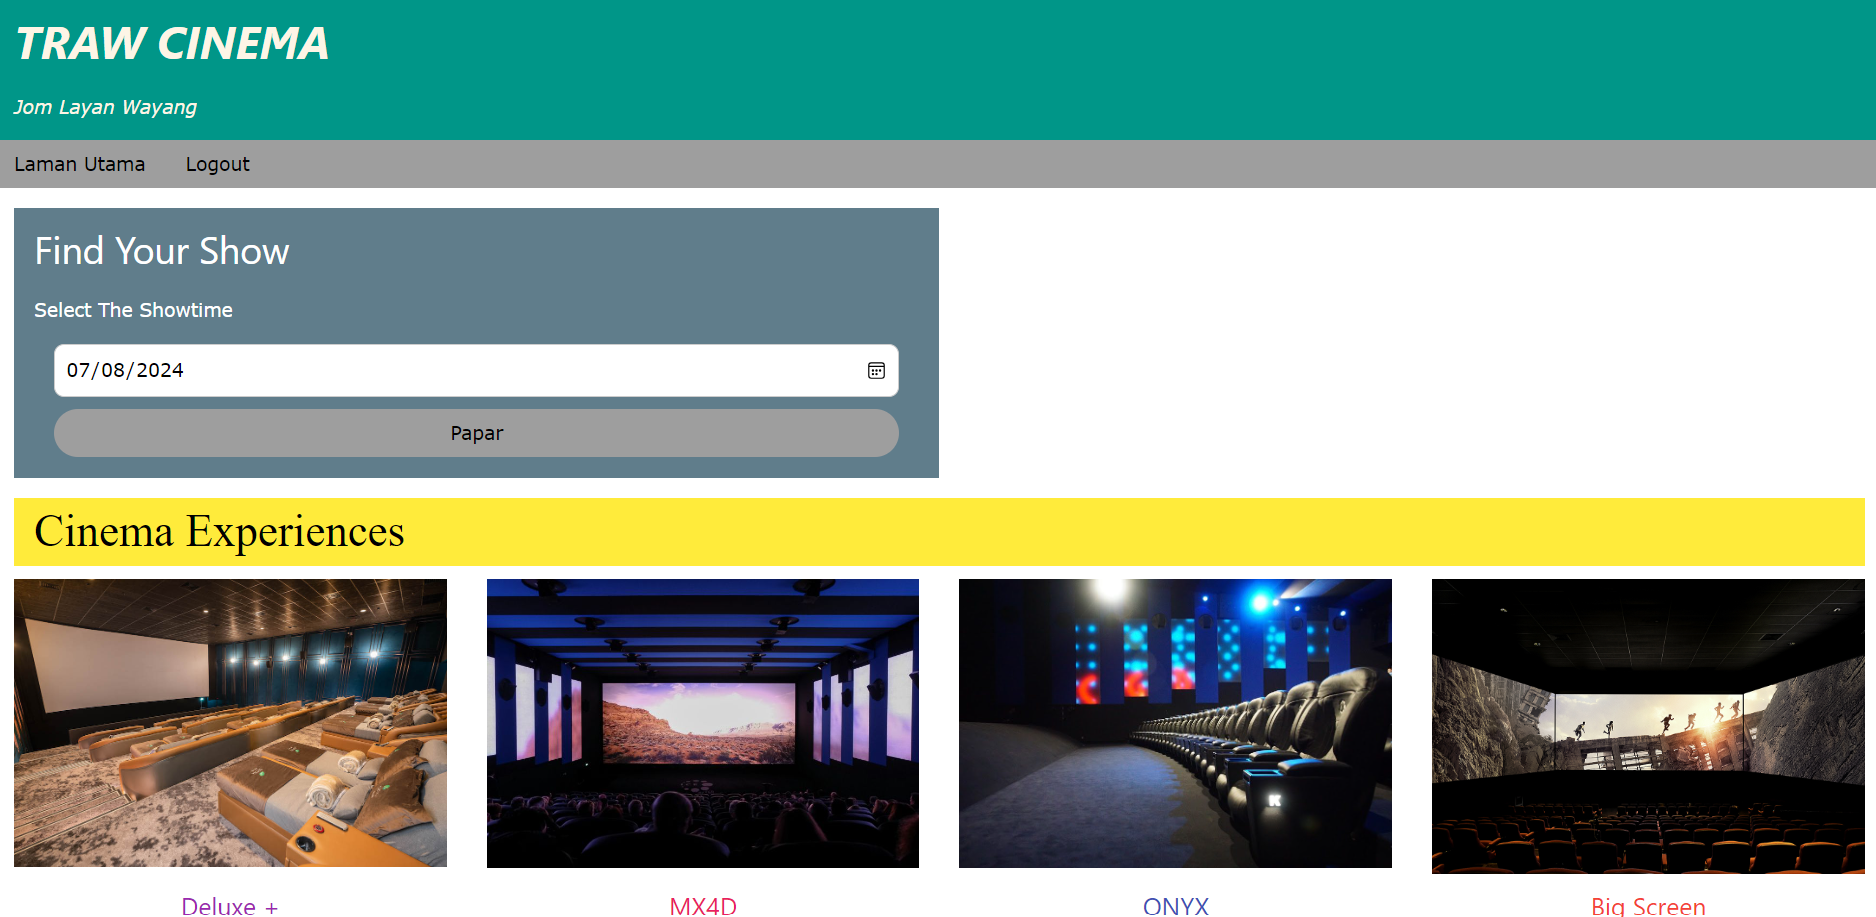 TRAW CINEMA
Jom Layan Wayang
Laman Utama Logout
Find Your Show
Select The Showtime
07/08/2024
Papar
Cinema Experiences
Deluxe + MX4D ONYX Big Screen